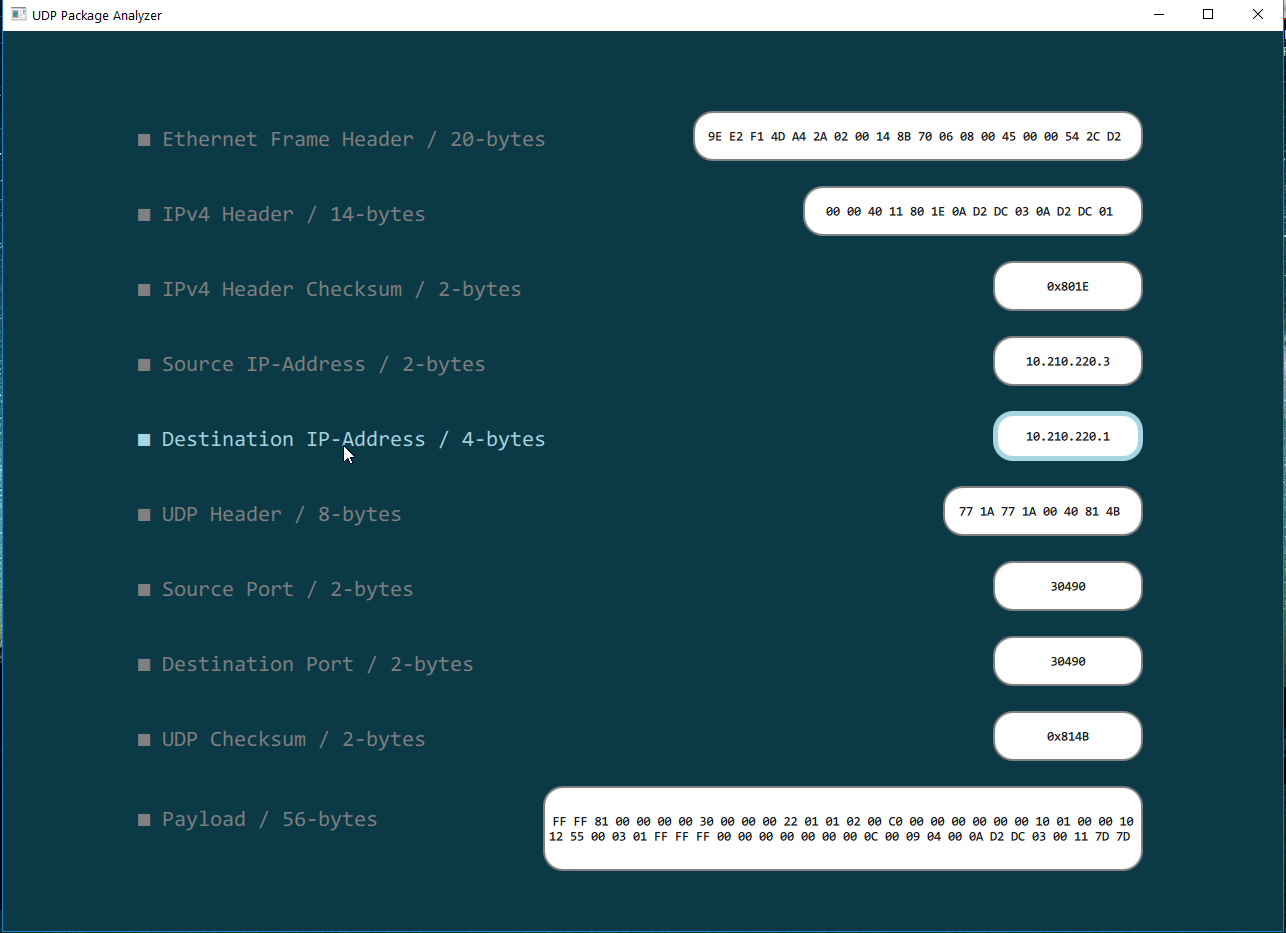 UDP Package Analyzer
■ Ethernet Frame Header / 20-bytes
9E E2 F1 4D A4 2A 02 00 14 8B 70 06 08 00 45 00 00 54 2C D2
■ IPv4 Header / 14-bytes
00 00 40 11 80 1E 0A D2 DC 03 0A D2 DC 01
■ IPv4 Header Checksum / 2-bytes
0x801E
■ Source IP-Address / 2-bytes
10.210.220.3
■ Destination IP-Address / 4-bytes
10.210.220.1
■ UDP Header / 8-bytes
77 1A 77 1A 00 40 81 4B
■ Source Port / 2-bytes
30490
■ Destination Port / 2-bytes
30490
■ UDP Checksum / 2-bytes
0x814B
■ Payload / 56-bytes
FF FF 81 00 00 00 00 30 00 00 00 22 01 01 02 00 C0 00 00 00 00 00 00 10 01 00 00 10
12 55 00 03 01 FF FF FF 00 00 00 00 00 00 00 0C 00 09 04 00 0A D2 DC 03 00 11 7D 7D